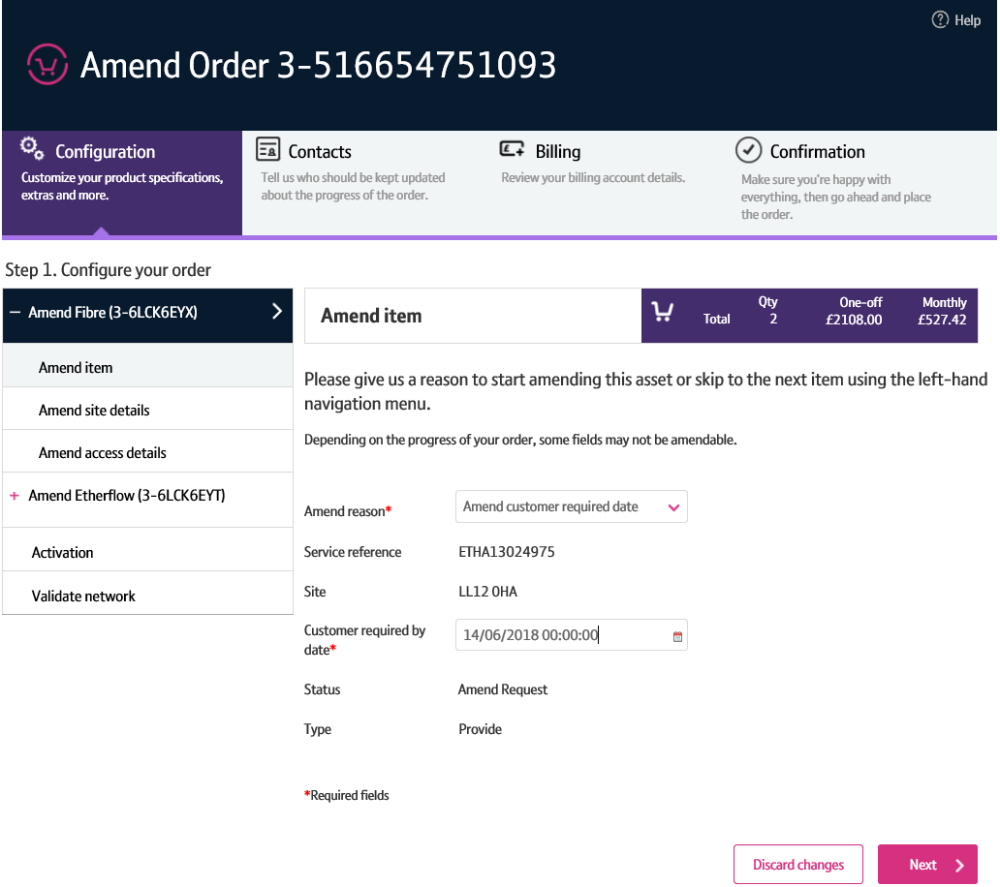 Help
Amend Order 3-516654751093
Configuration
Customize your product specifications,
extras and more.
Contacts
Tell us who should be kept updated
about the progress of the order.
Billing
Review your billing account details.
Confirmation
Make sure you're happy with
everything, then go ahead and place
the order.
Step 1. Configure your order
Amend Fibre (3-6LCK6EYX)
Amend item
Amend site details
Amend access details
Amend Etherflow (3-6LCK6EYT)
Activation
Validate network
Amend item
Qty One-off Monthly
Total 2 £2108.00 £527.42
Please give us a reason to start amending this asset or skip to the next item using the left-hand
navigation menu.
Depending on the progress of your order, some fields may not be amendable.
Amend reason* Amend customer required date
Service reference ETHA13024975
Site LL12 0HA
Customer required by
date* 14/06/2018 00:00:00
Status Amend Request
Type Provide
*Required fields
Discard changes Next